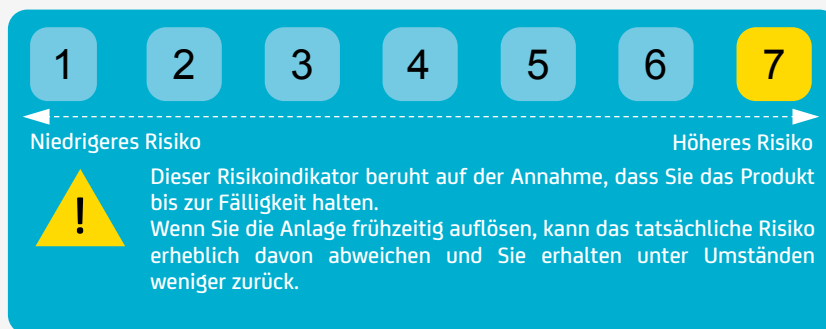 1 2 3 4 5 6 7
Niedrigeres Risiko Höheres Risiko
!
Dieser Risikoindikator beruht auf der Annahme, dass Sie das Produkt
bis zur Fälligkeit halten.
Wenn Sie die Anlage frühzeitig auflösen, kann das tatsächliche Risiko
erheblich davon abweichen und Sie erhalten unter Umständen
weniger zurück.